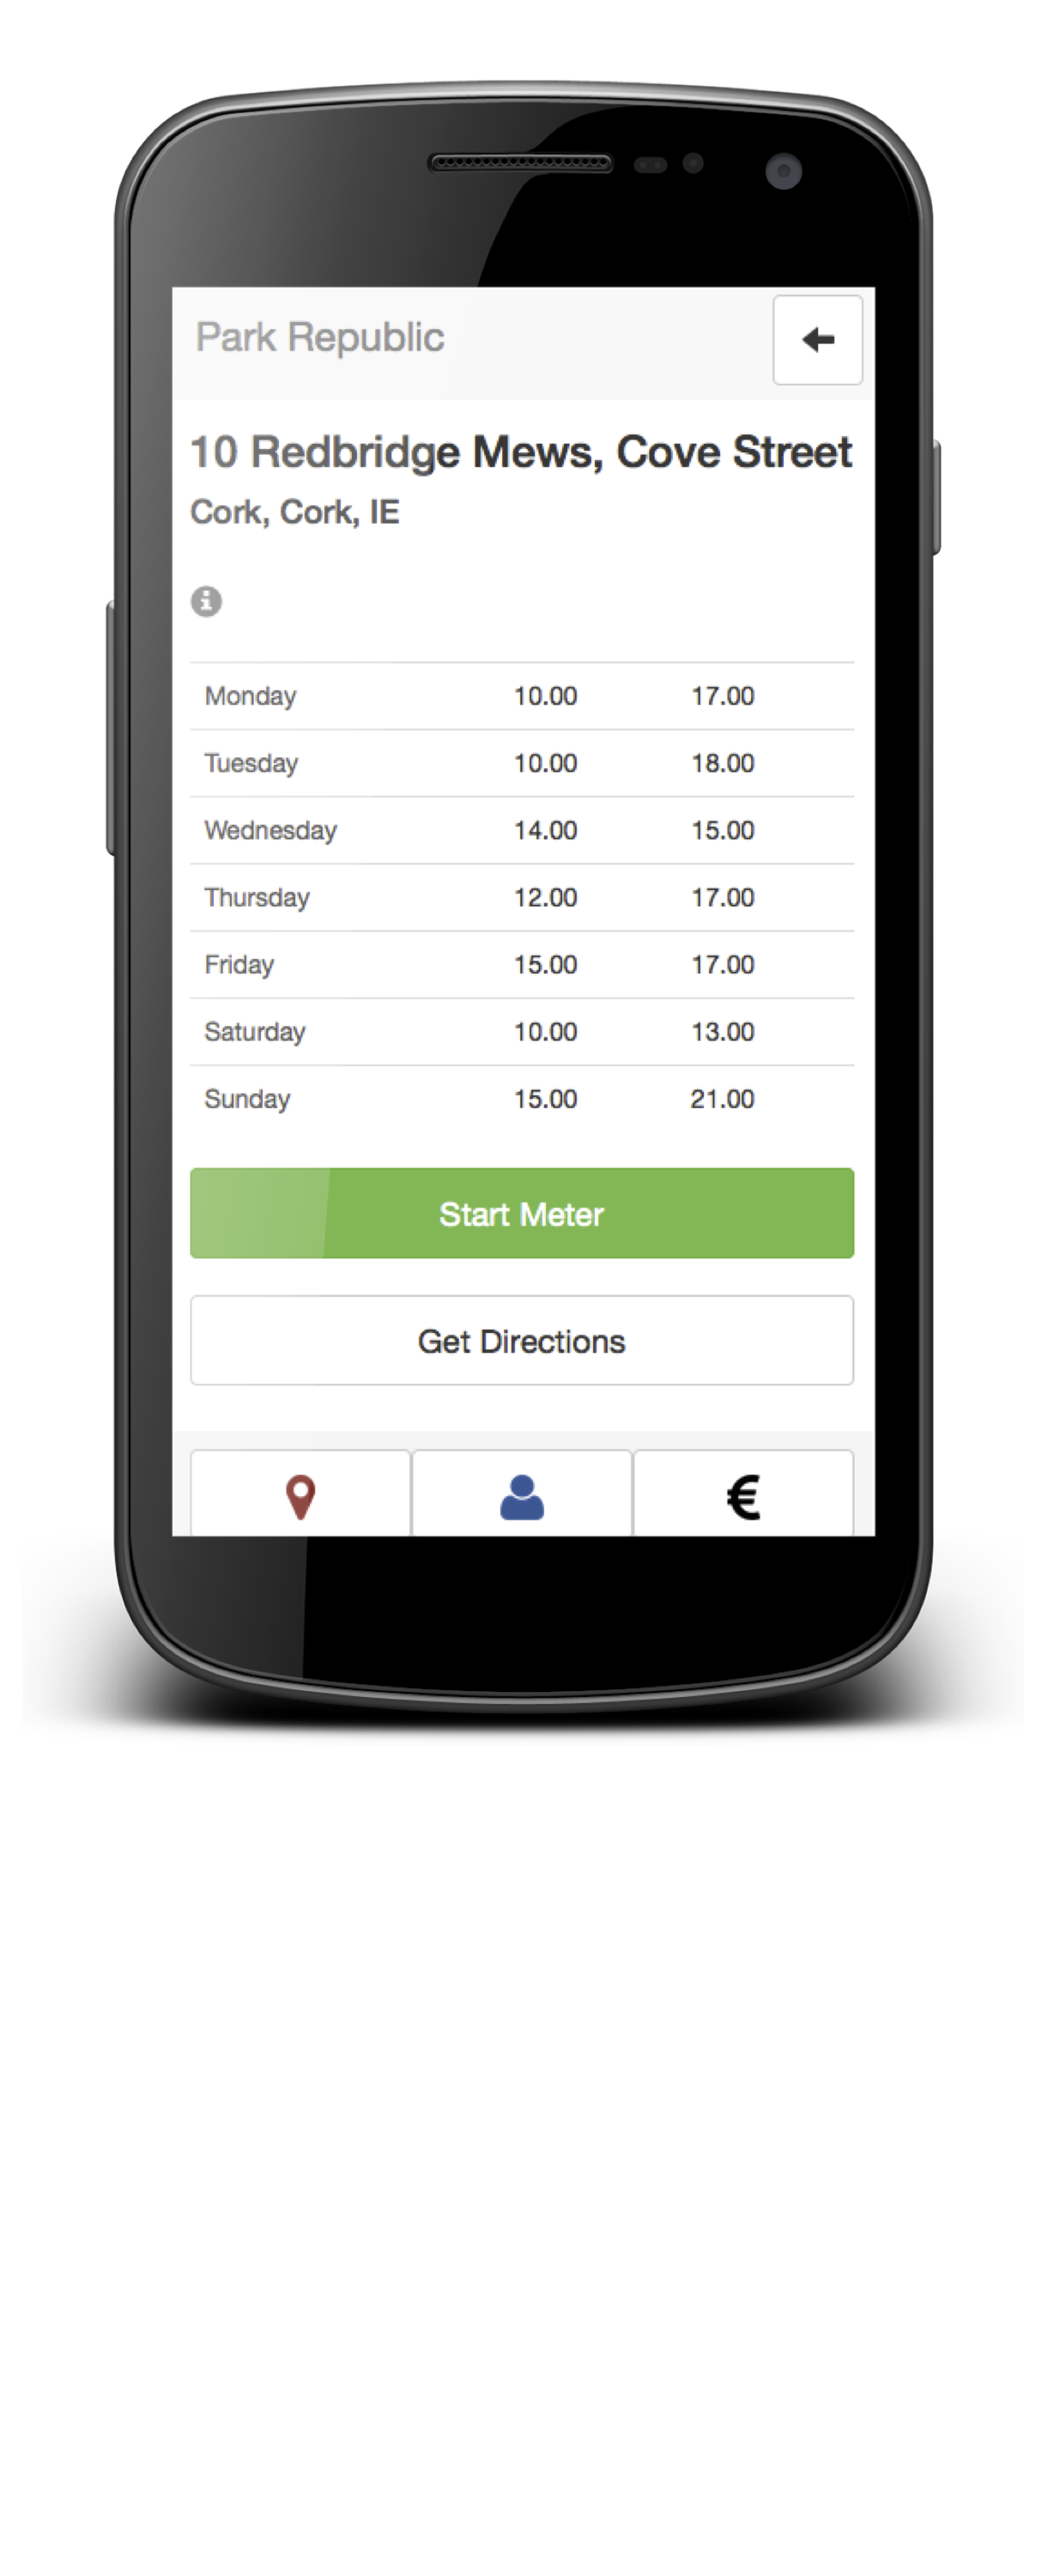 Park Republic
10 Redbridge Mews, Cove Street
Cork, Cork, IE
Monday 10.00 17.00
Tuesday 10.00 18.00
Wednesday 14.00 15.00
Thursday 12.00 17.00
Friday 15.00 17.00
Saturday 10.00 13.00
Sunday 15.00 21.00
Start Meter
Get Directions
€